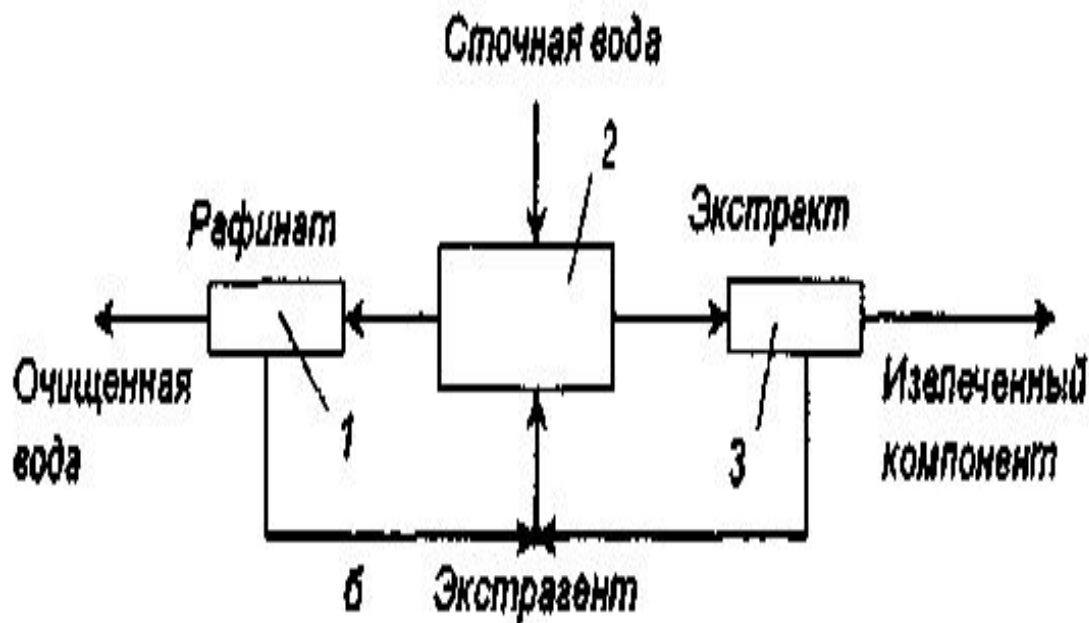 Сточная вода
2
Рафинат
Экстракт
Очищенная
вода
1
3
Извлеченный
компонент
б
Экстрагент